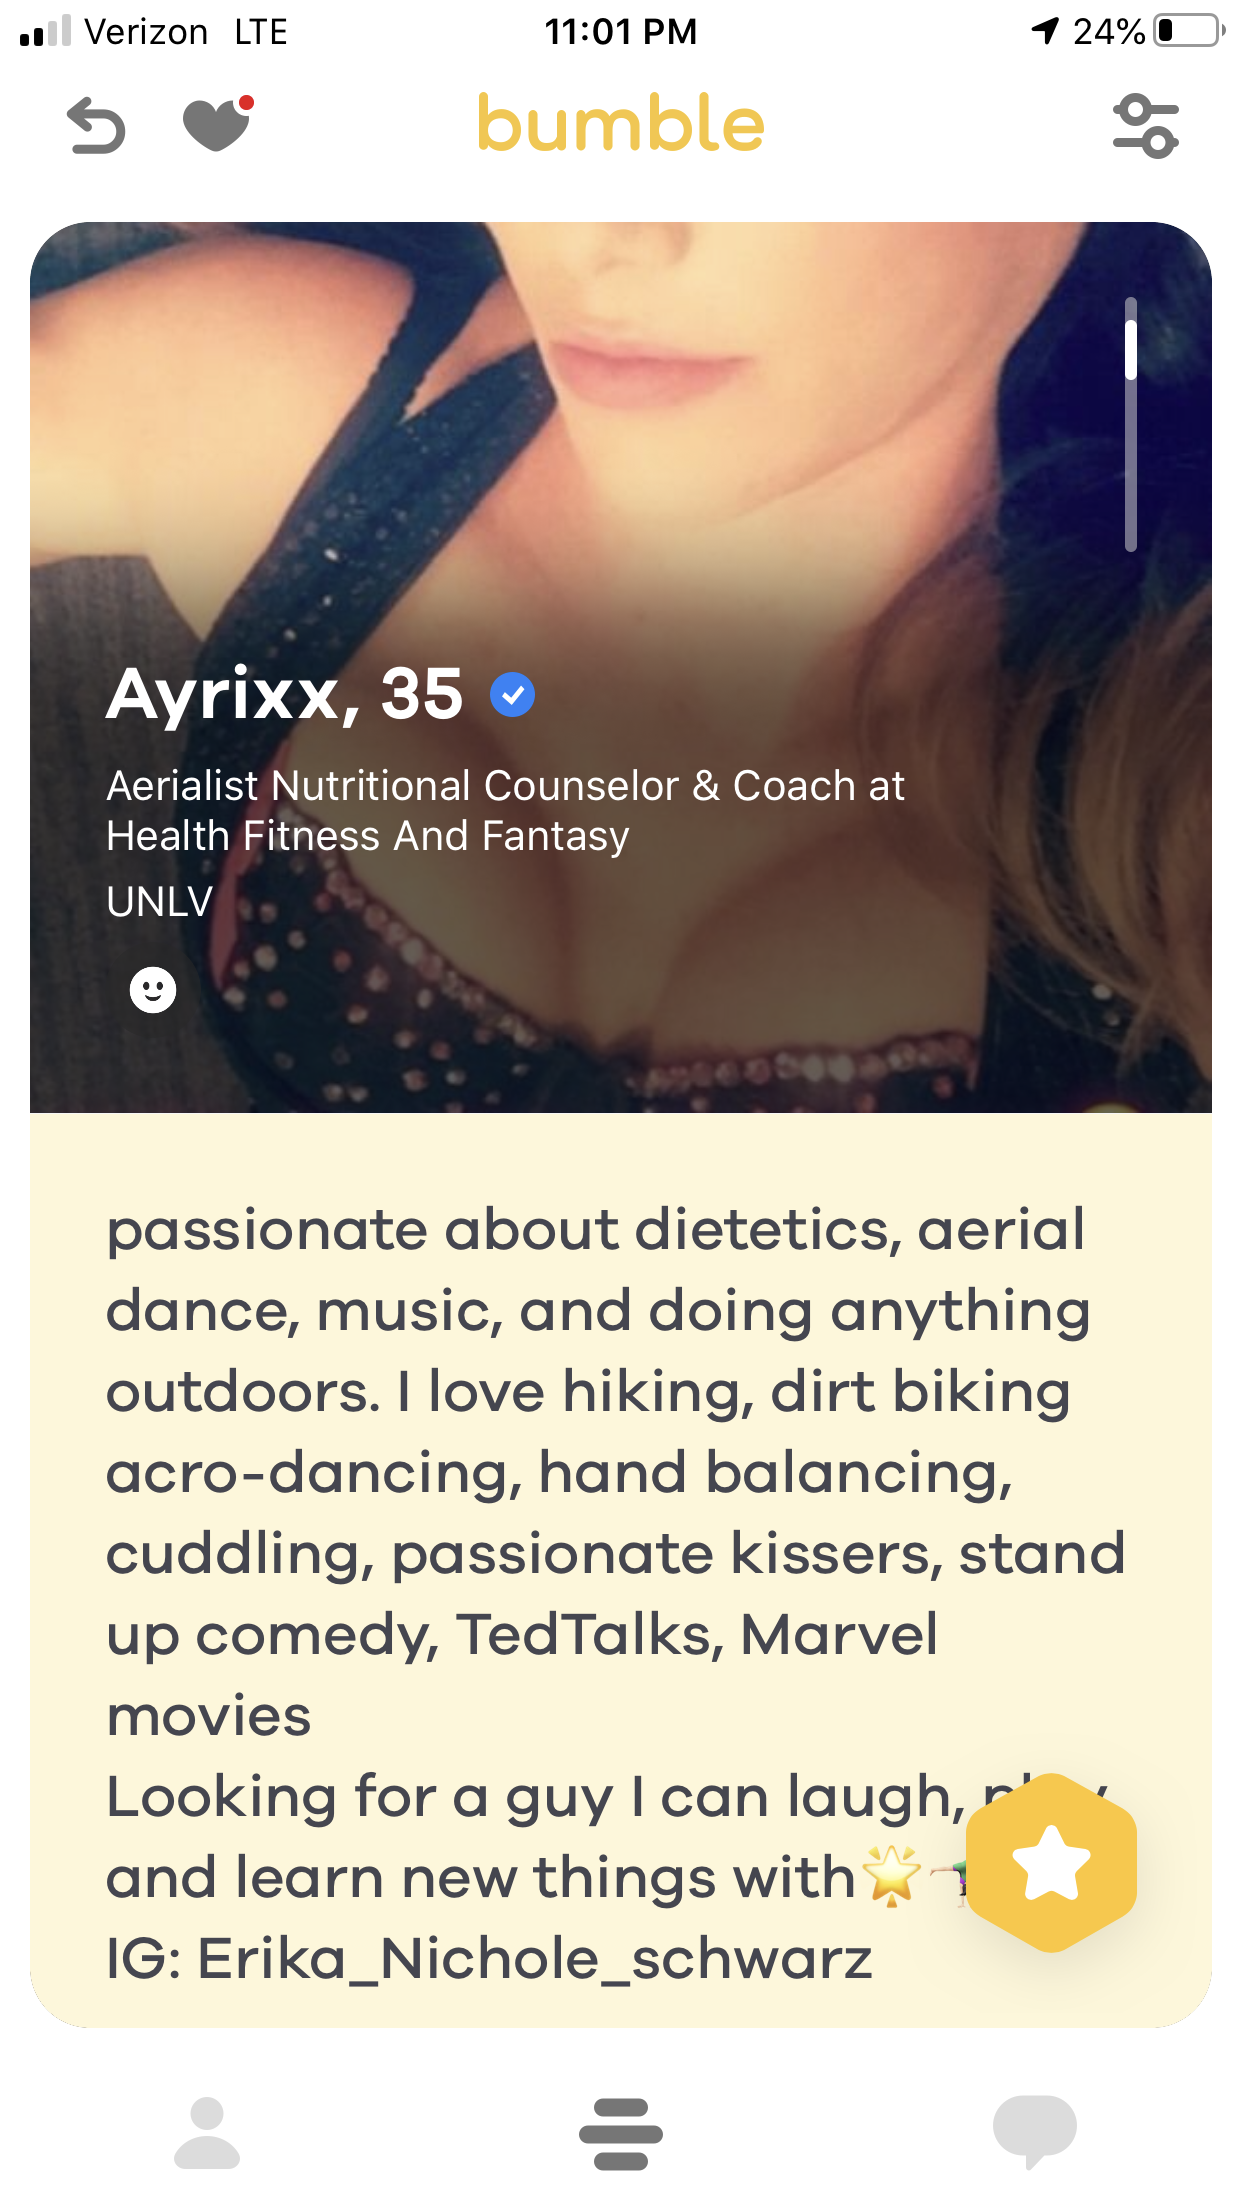 Verizon LTE 11:01 PM 24%
bumble
Ayrixx, 35
Aerialist Nutritional Counselor & Coach at
Health Fitness And Fantasy
UNLV
passionate about dietetics, aerial
dance, music, and doing anything
outdoors. I love hiking, dirt biking
acro-dancing, hand balancing,
cuddling, passionate kissers, stand
up comedy, TedTalks, Marvel
movies
Looking for a guy I can laugh,
and learn new things with🌟
IG: Erika_Nichole_schwarz